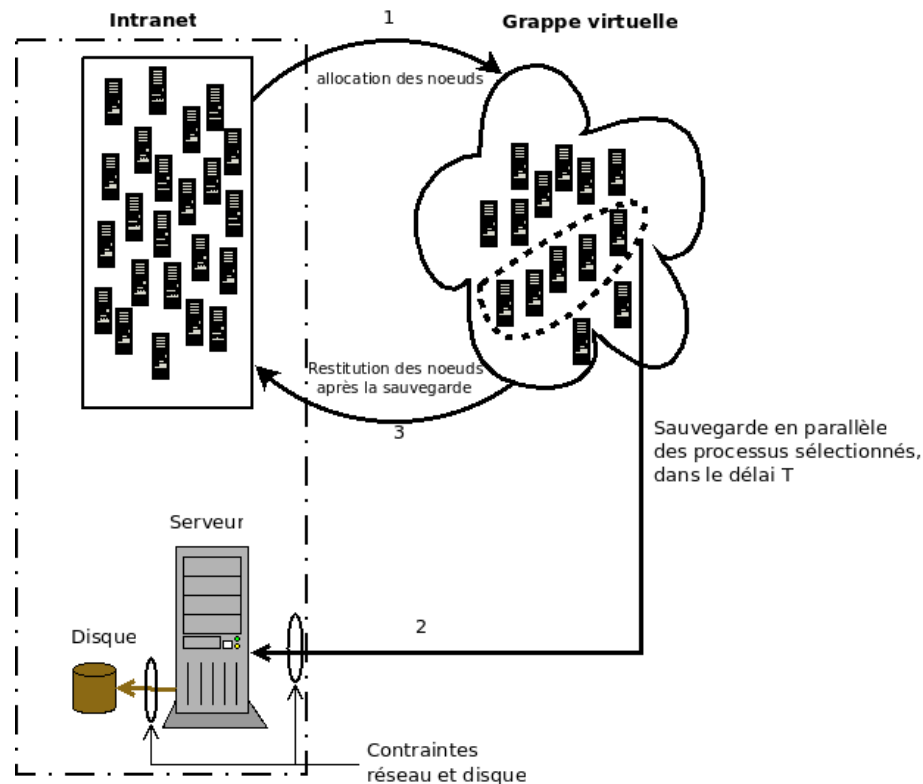 Intranet
1
Grappe virtuelle
allocation des noeuds
Restitution des noeuds
après la sauvegarde
3
Sauvegarde en parallèle
des processus sélectionnés,
dans le délai T
Serveur
2
Disque
Contraintes
réseau et disque